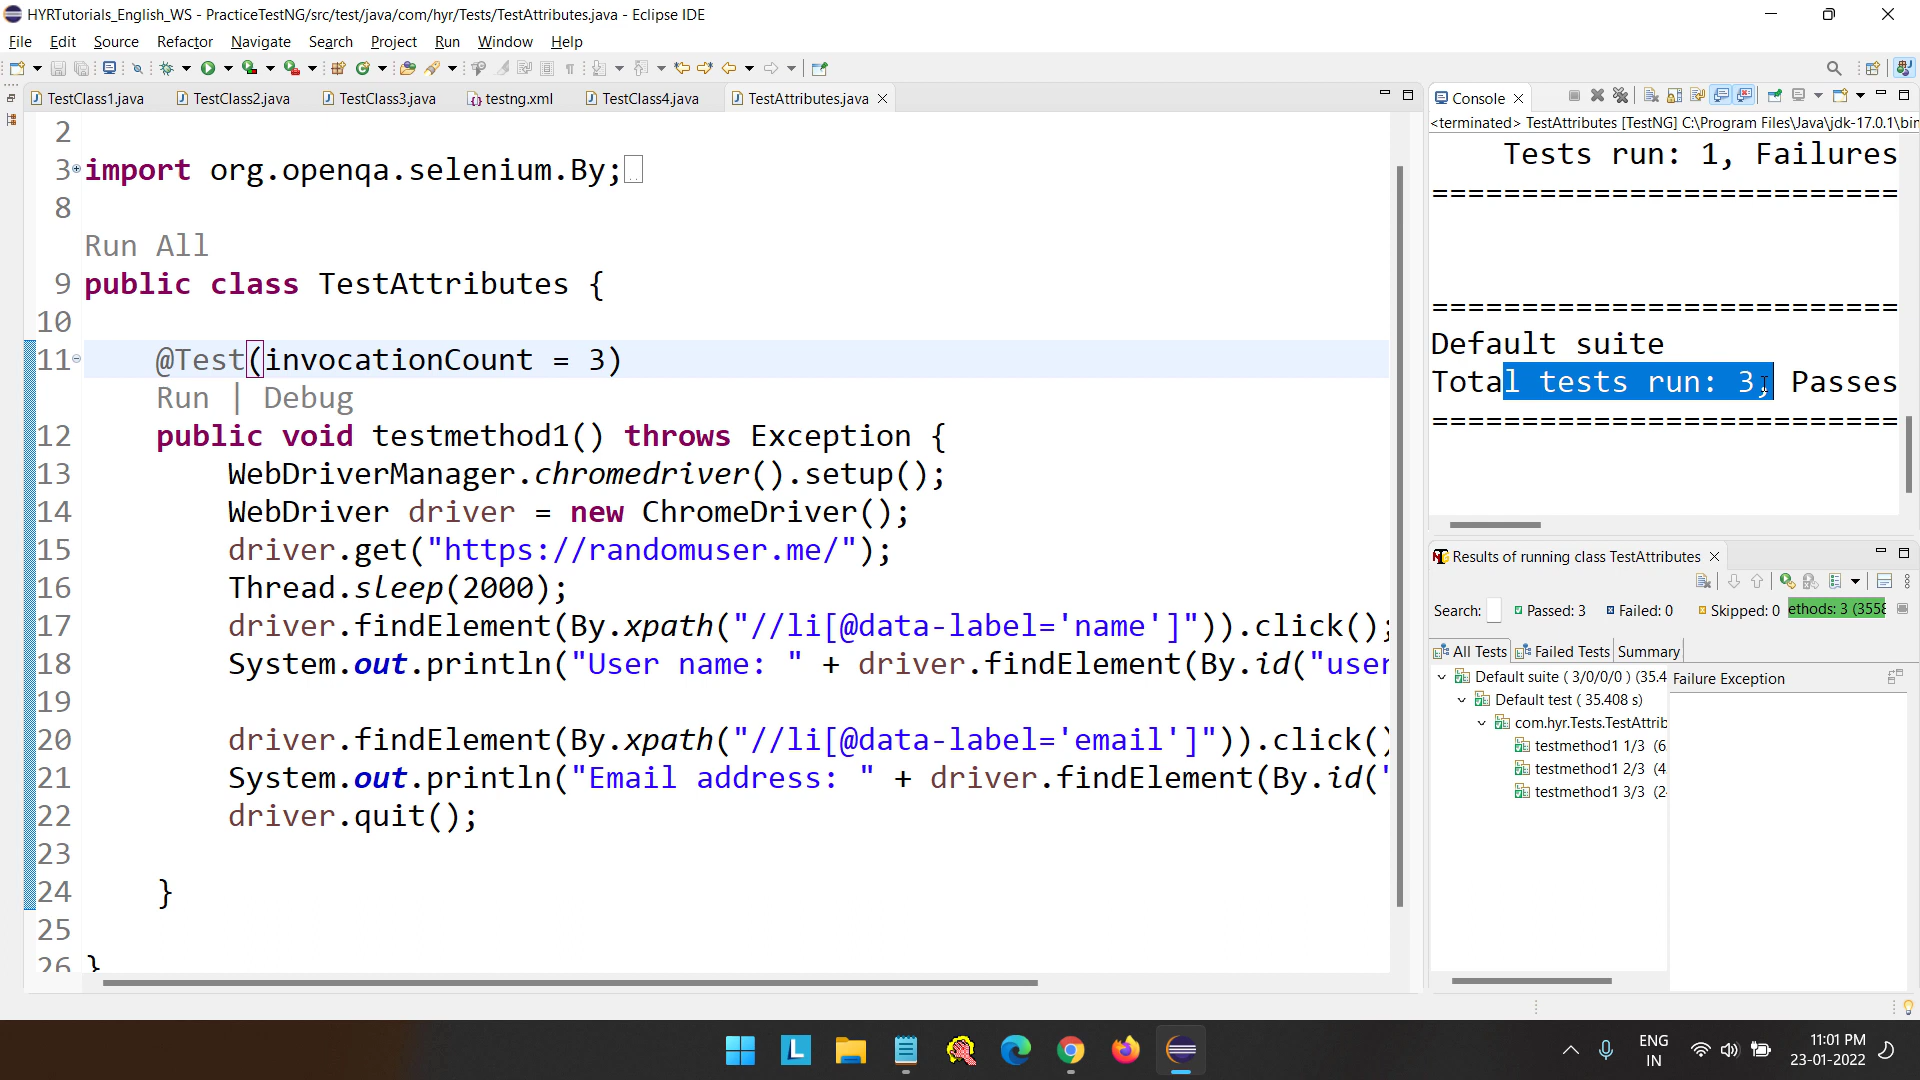 HYRTutorials_English_WS - PracticeTestNG/src/test/java/com/hyr/Tests/TestAttributes.java - Eclipse IDE
File Edit Source Refactor Navigate Search Project Run Window Help
TestClass1.java TestClass2.java TestClass3.java testng.xml TestClass4.java TestAttributes.java
2
3 import org.openqa.selenium.By;
8
Run All
9 public class TestAttributes {
10
11 @Test(invocationCount = 3)
Run | Debug
12 public void testmethod1() throws Exception {
13 WebDriverManager.chromedriver().setup();
14 WebDriver driver = new ChromeDriver();
15 driver.get("https://randomuser.me/");
16 Thread.sleep(2000);
17 driver.findElement(By.xpath("//li[@data-label='name']")).click();
18 System.out.println("User name: " + driver.findElement(By.id("user
19
20 driver.findElement(By.xpath("//li[@data-label='email']")).click()
21 System.out.println("Email address: " + driver.findElement(By.id("
22 driver.quit();
23
24 }
25
26 }
Console
<terminated> TestAttributes [TestNG] C:\Program Files\Java\jdk-17.0.1\bin
Tests run: 1, Failures
==========================
==========================
Default suite
Total tests run: 3, Passes
==========================
Results of running class TestAttributes
Search: Passed: 3 Failed: 0 Skipped: 0 ethods: 3 (3558
All Tests Failed Tests Summary
Default suite ( 3/0/0/0 ) (35.4
Failure Exception
Default test ( 35.408 s)
com.hyr.Tests.TestAttrib
testmethod1 1/3 (6
testmethod1 2/3 (4
testmethod1 3/3 (2
L
ENG
IN
11:01 PM
23-01-2022